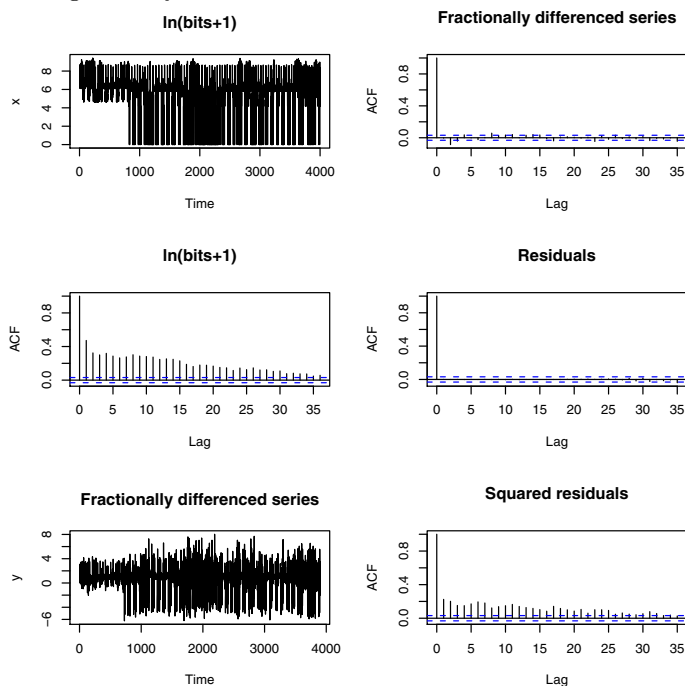 ln(bits+1)
x
0 2 4 6 8
0 1000 2000 3000 4000
Time
Fractionally differenced series
ACF
0.0 0.4 0.8
0 5 10 15 20 25 30 35
Lag
ln(bits+1)
ACF
0.0 0.4 0.8
0 5 10 15 20 25 30 35
Lag
Residuals
ACF
0.0 0.4 0.8
0 5 10 15 20 25 30 35
Lag
Fractionally differenced series
y
−6 0 4 8
0 1000 2000 3000 4000
Time
Squared residuals
ACF
0.0 0.4 0.8
0 5 10 15 20 25 30 35
Lag